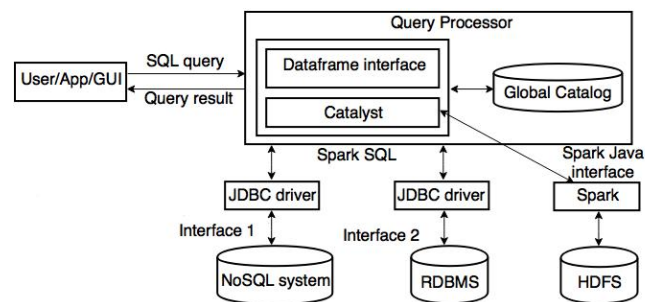 Query Processor
SQL query
User/App/GUI
Query result
Dataframe interface
Catalyst
Global Catalog
Spark SQL
Spark Java
interface
JDBC driver
JDBC driver
Spark
Interface 1
Interface 2
NoSQL system
RDBMS
HDFS